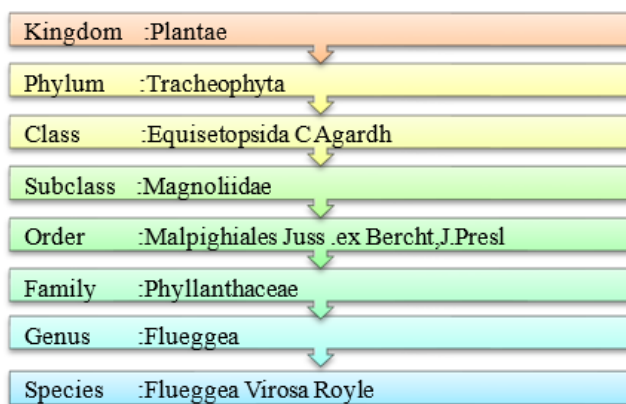 Kingdom :Plantae
Phylum :Tracheophyta
Class :Equisetopsida C Agardh
Subclass :Magnoliidae
Order :Malpighiales Juss .ex Bercht,J.Presl
Family :Phyllanthaceae
Genus :Flueggea
Species :Flueggea Virosa Royle